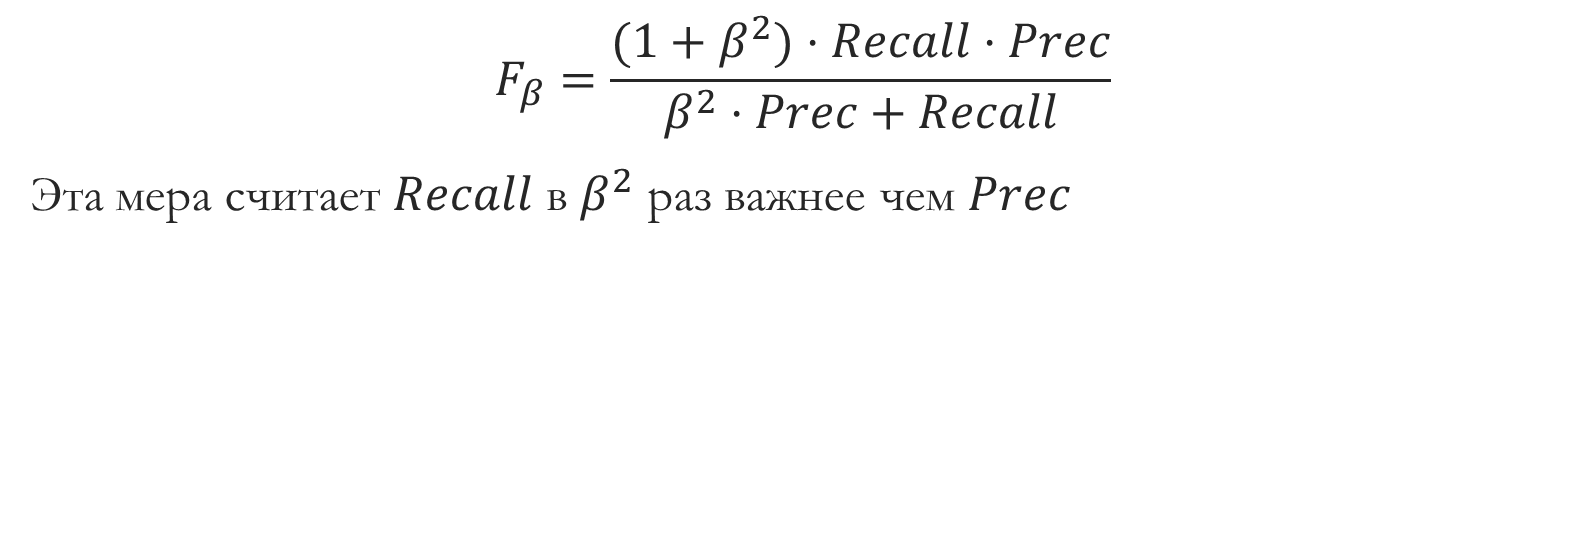 𝐹_𝛽 = ((1 + 𝛽²) · 𝑅𝑒𝑐𝑎𝑙𝑙 · 𝑃𝑟𝑒𝑐) / (𝛽² · 𝑃𝑟𝑒𝑐 + 𝑅𝑒𝑐𝑎𝑙𝑙)
Эта мера считает 𝑅𝑒𝑐𝑎𝑙𝑙 в 𝛽² раз важнее чем 𝑃𝑟𝑒𝑐